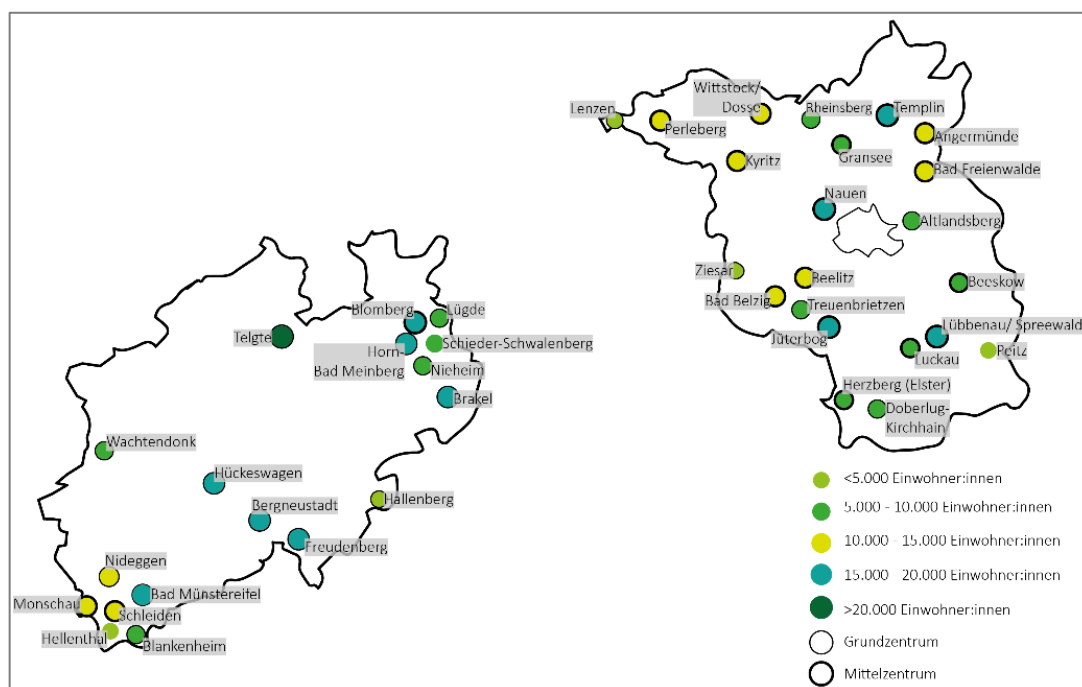 Wittstock/
Dosse
Lenzen
Perleberg
Rheinsberg
Templin
Angermünde
Gransee
Kyritz
Bad Freienwalde
Nauen
Altlandsberg
Ziesar
Beelitz
Bad Belzig
Treuenbrietzen
Beeskow
Jüterbog
Lübbenau/ Spreewald
Luckau
Peitz
Herzberg (Elster)
Doberlug-
Kirchhain
Blomberg
Lügde
Telgte
Horn-
Bad Meinberg
Schieder-Schwalenberg
Nieheim
Brakel
Wachtendonk
Hückeswagen
Bergneustadt
Hallenberg
Freudenberg
Nideggen
Bad Münstereifel
Monschau
Schleiden
Hellenthal
Blankenheim
<5.000 Einwohner:innen
5.000 - 10.000 Einwohner:innen
10.000 - 15.000 Einwohner:innen
15.000 - 20.000 Einwohner:innen
>20.000 Einwohner:innen
Grundzentrum
Mittelzentrum